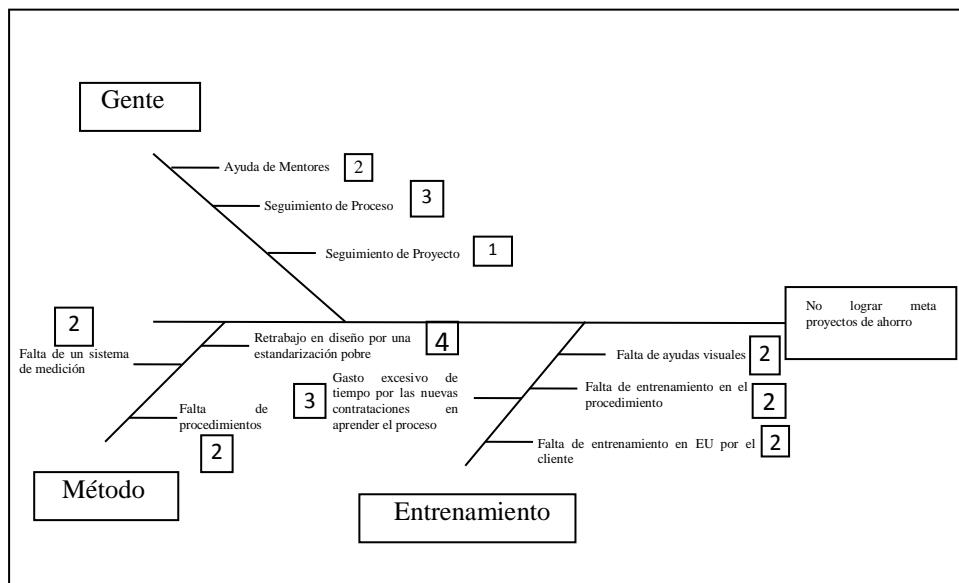 Gente
Ayuda de Mentores
2
Seguimiento de Proceso
3
Seguimiento de Proyecto
1
No lograr meta
proyectos de ahorro
2
Falta de un sistema
de medición
Retrabajo en diseño por una
estandarización pobre
4
Falta de
procedimientos
2
3
Gasto excesivo de
tiempo por las nuevas
contrataciones en
aprender el proceso
Falta de ayudas visuales
2
Falta de entrenamiento en el
procedimiento
2
Falta de entrenamiento en EU por el
cliente
2
Método
Entrenamiento